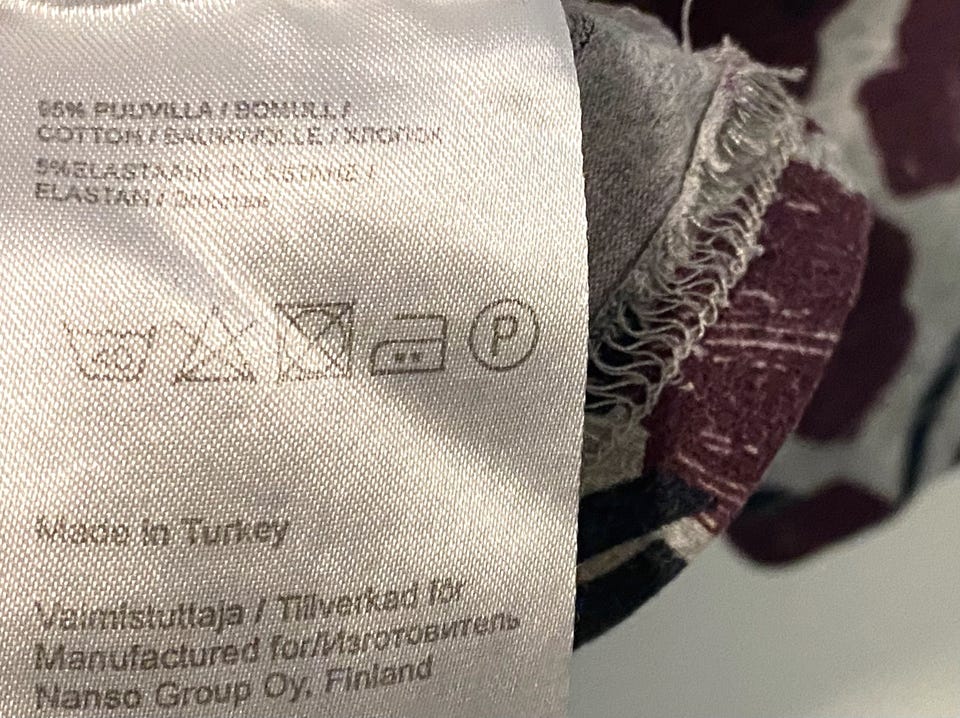 95% PUUVILLA / BOMULL /
COTTON / BAUMWOLLE / ХЛОПОК
5%ELASTAANI / ELASTANE /
ELASTAN /
P
Made in Turkey
Valmistuttaja / Tillverkad för
Manufactured for/Изготовитель
Nanso Group Oy, Finland